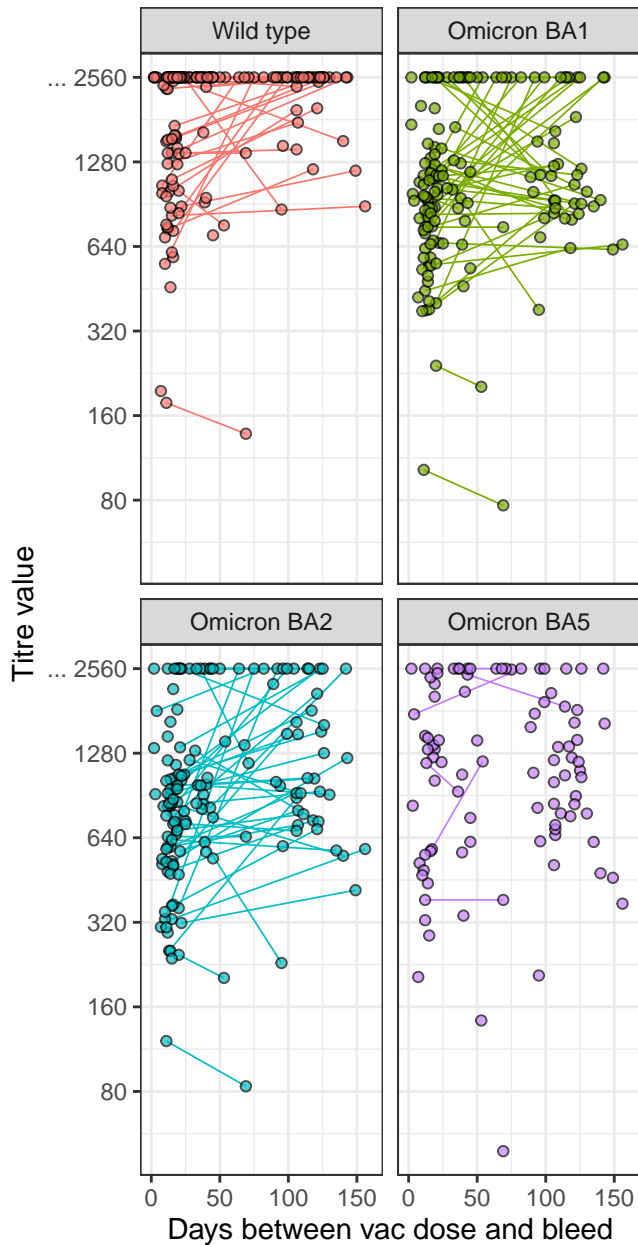 Wild type
Omicron BA1
... 2560
1280
640
320
160
80
Omicron BA2
Omicron BA5
... 2560
1280
640
320
160
80
0 50 100 150
0 50 100 150
Days between vac dose and bleed
Titre value